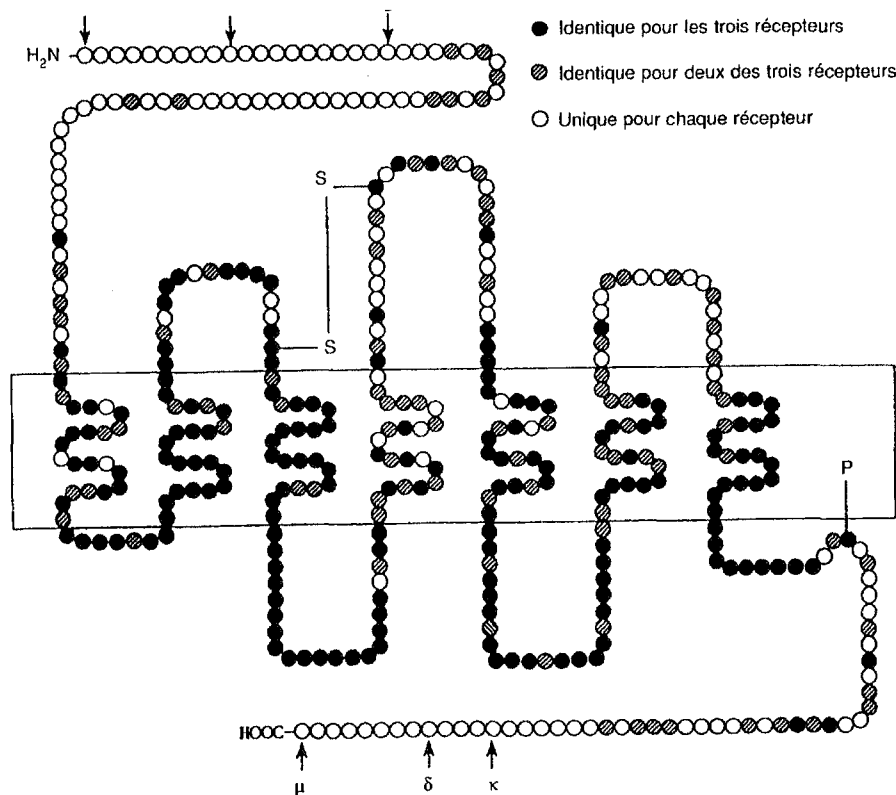 Identique pour les trois récepteurs
H₂N
Identique pour deux des trois récepteurs
Unique pour chaque récepteur
S
S
P
HOOC
μ
δ
κ